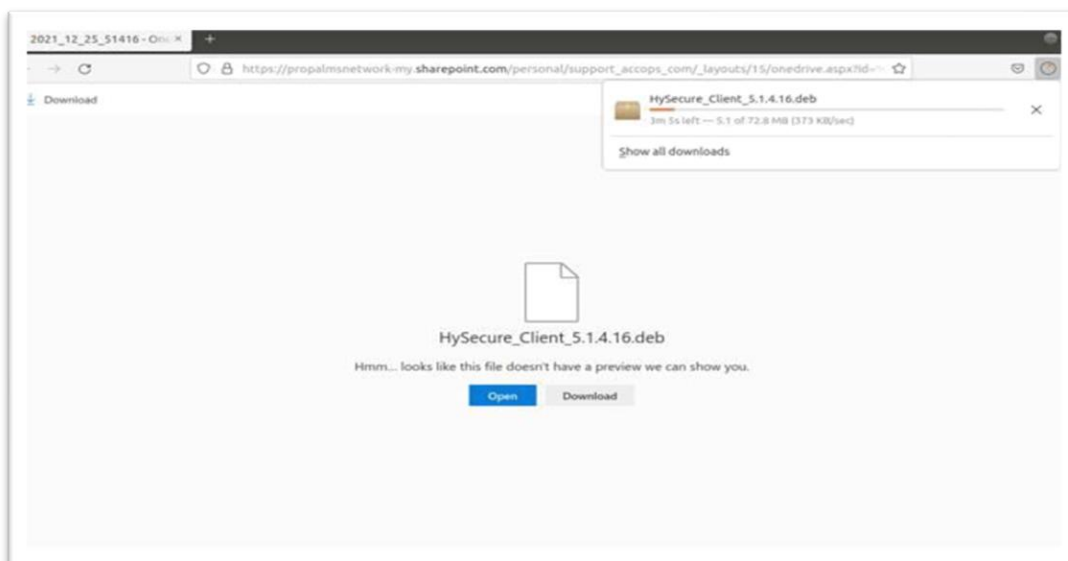 2021_12_25_51416 - On
https://propalmsnetwork-my.sharepoint.com/personal/support_accops_com/_layouts/15/onedrive.aspx?id=
Download
HySecure_Client_5.1.4.16.deb
3m 5s left — 5.1 of 72.8 MB (373 KB/sec)
Show all downloads
HySecure_Client_5.1.4.16.deb
Hmm... looks like this file doesn't have a preview we can show you.
Open Download